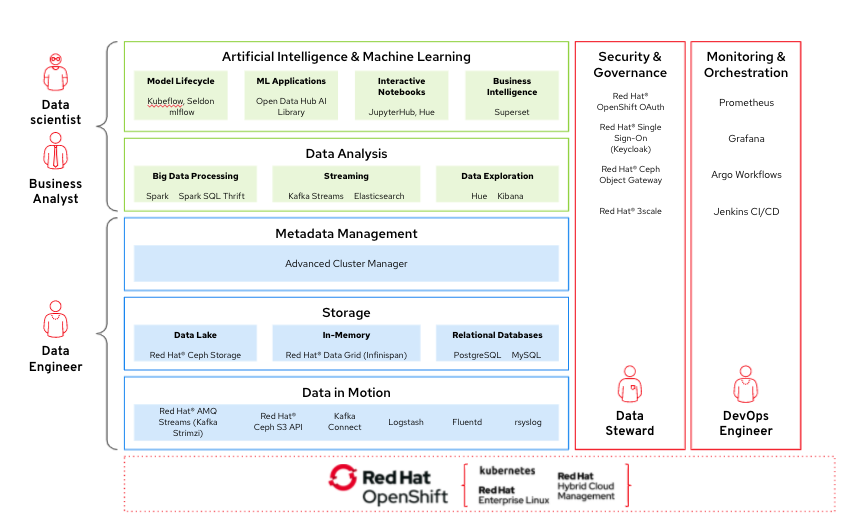 Data
scientist
Business
Analyst
Data
Engineer
Artificial Intelligence & Machine Learning
Model Lifecycle
Kubeflow, Seldon
mlflow
ML Applications
Open Data Hub AI
Library
Interactive
Notebooks
JupyterHub, Hue
Business
Intelligence
Superset
Data Analysis
Big Data Processing
Spark Spark SQL Thrift
Streaming
Kafka Streams Elasticsearch
Data Exploration
Hue Kibana
Metadata Management
Advanced Cluster Manager
Storage
Data Lake
Red Hat® Ceph Storage
In-Memory
Red Hat® Data Grid (Infinispan)
Relational Databases
PostgreSQL MySQL
Data in Motion
Red Hat® AMQ
Streams (Kafka
Strimzi)
Red Hat®
Ceph S3 API
Kafka
Connect
Logstash
Fluentd
rsyslog
Security &
Governance
Red Hat®
OpenShift OAuth
Red Hat® Single
Sign-On
(Keycloak)
Red Hat® Ceph
Object Gateway
Red Hat® 3scale
Data
Steward
Monitoring &
Orchestration
Prometheus
Grafana
Argo Workflows
Jenkins CI/CD
DevOps
Engineer
Red Hat
OpenShift
kubernetes
Red Hat
Enterprise Linux
Red Hat
Hybrid Cloud
Management